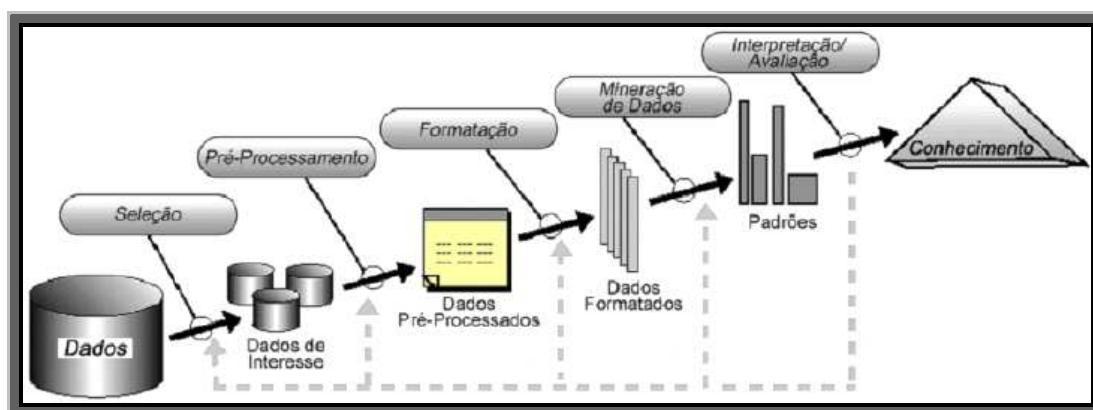 Interpretação/
Avaliação
Mineração
de Dados
Formatação
Pré-Processamento
Seleção
Conhecimento
Padrões
Dados
Formatados
Dados
Pré-Processados
Dados de
Interesse
Dados